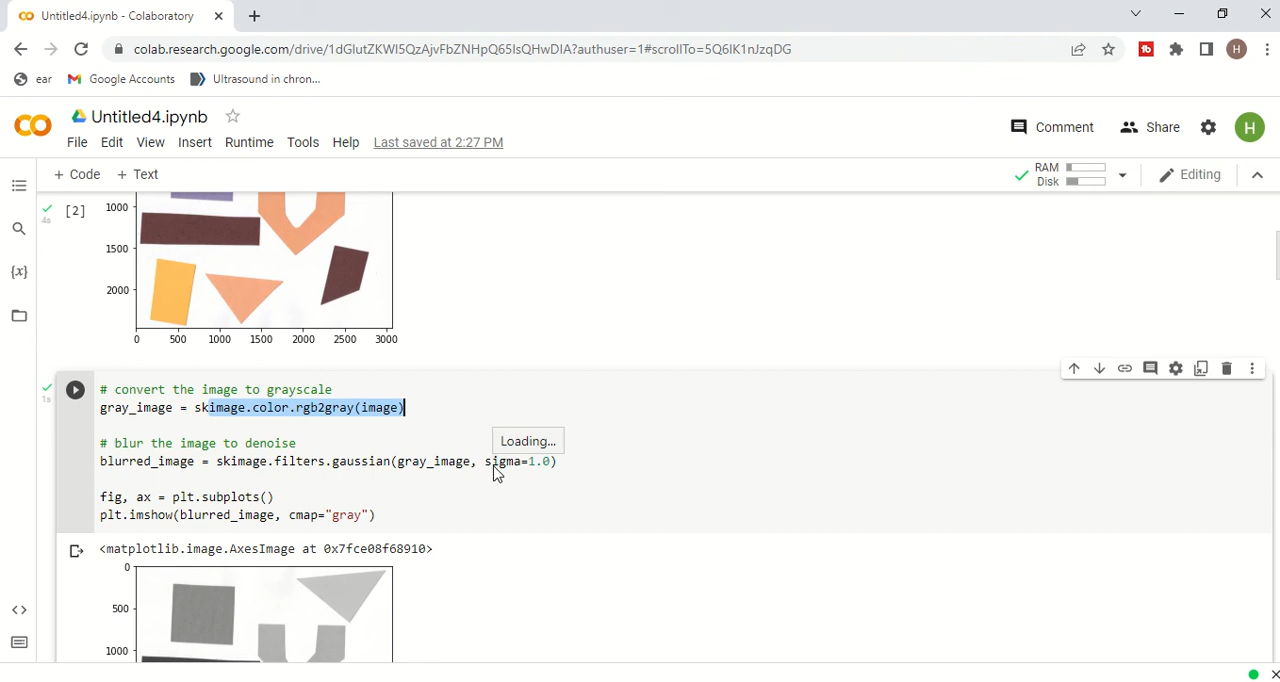 Untitled4.ipynb - Colaboratory
colab.research.google.com/drive/1dGlutZKWI5QzAjvFbZNHpQ65IsQHwDIA?authuser=1#scrollTo=5Q6IK1nJzqDG
H
ear
Google Accounts
Ultrasound in chron...
CO
Untitled4.ipynb
Comment
Share
H
File
Edit
View
Insert
Runtime
Tools
Help
Last saved at 2:27 PM
+ Code
+ Text
RAM
Disk
Editing
[2]
4s
1000
1500
2000
0 500 1000 1500 2000 2500 3000
{x}
1s
# convert the image to grayscale
gray_image = skimage.color.rgb2gray(image)
# blur the image to denoise
Loading...
blurred_image = skimage.filters.gaussian(gray_image, sigma=1.0)
fig, ax = plt.subplots()
plt.imshow(blurred_image, cmap="gray")
<matplotlib.image.AxesImage at 0x7fce08f68910>
0
500
1000